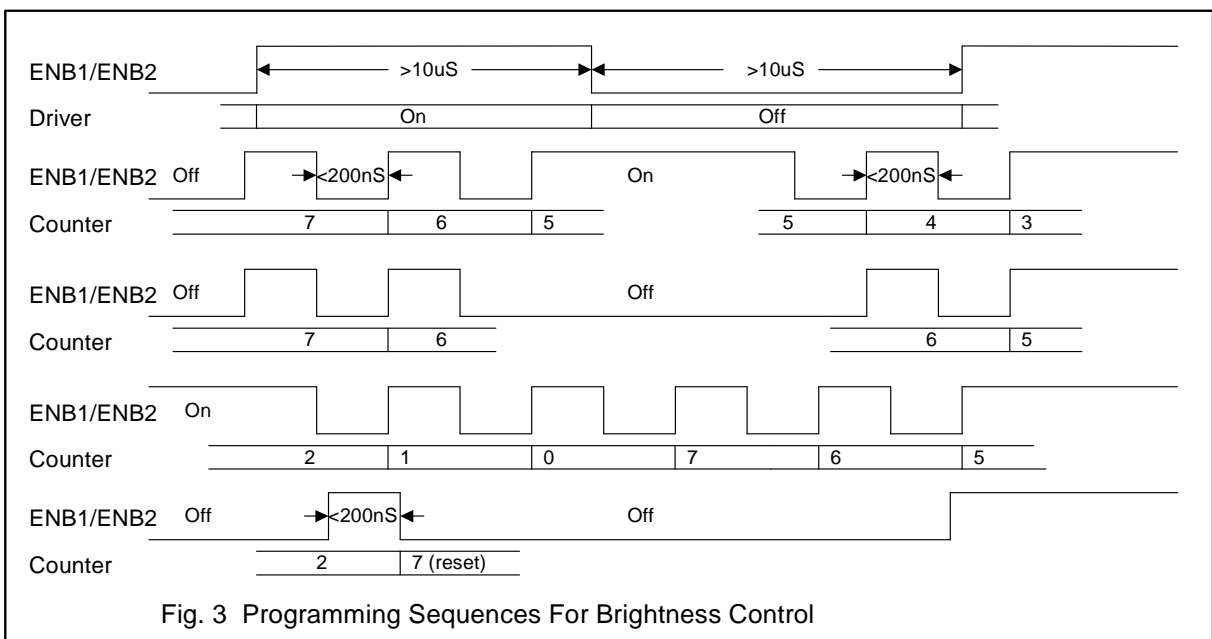 ENB1/ENB2 >10uS >10uS
Driver On Off
ENB1/ENB2 Off <200nS On <200nS
Counter 7 6 5 5 4 3
ENB1/ENB2 Off Off
Counter 7 6 6 5
ENB1/ENB2 On
Counter 2 1 0 7 6 5
ENB1/ENB2 Off <200nS Off
Counter 2 7 (reset)
Fig. 3 Programming Sequences For Brightness Control